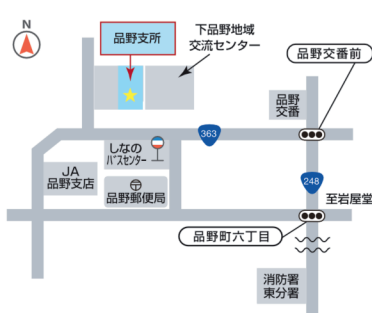 N
品野支所
下品野地域
交流センター
品野交番前
品野
交番
363
しなの
バスセンター
JA
品野支店
品野郵便局
248
至岩屋堂
品野町六丁目
消防署
東分署